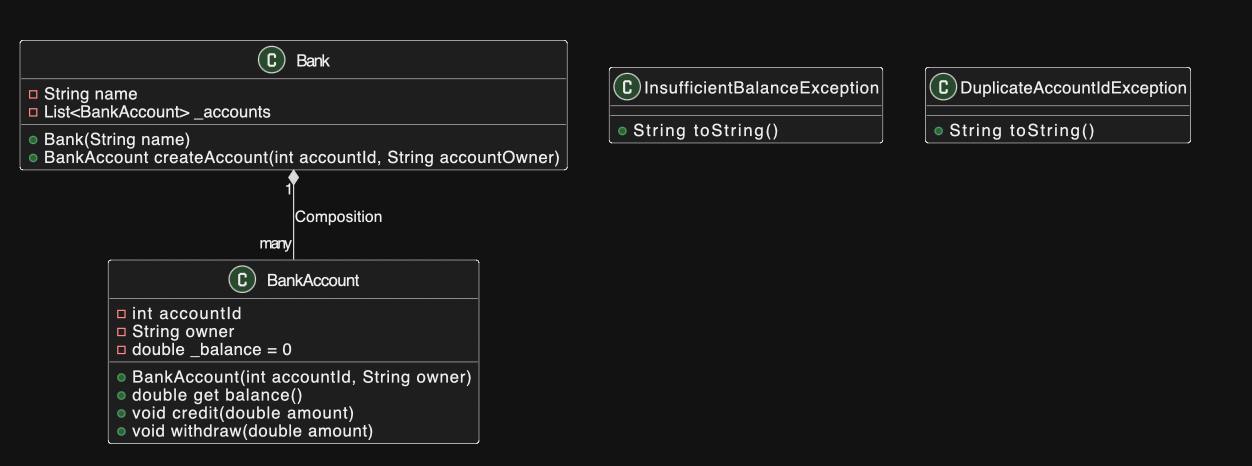 C Bank
String name
List<BankAccount> _accounts
Bank(String name)
BankAccount createAccount(int accountId, String accountOwner)
1
Composition
many
C BankAccount
int accountId
String owner
double _balance = 0
BankAccount(int accountId, String owner)
double get balance()
void credit(double amount)
void withdraw(double amount)
C InsufficientBalanceException
String toString()
C DuplicateAccountIdException
String toString()